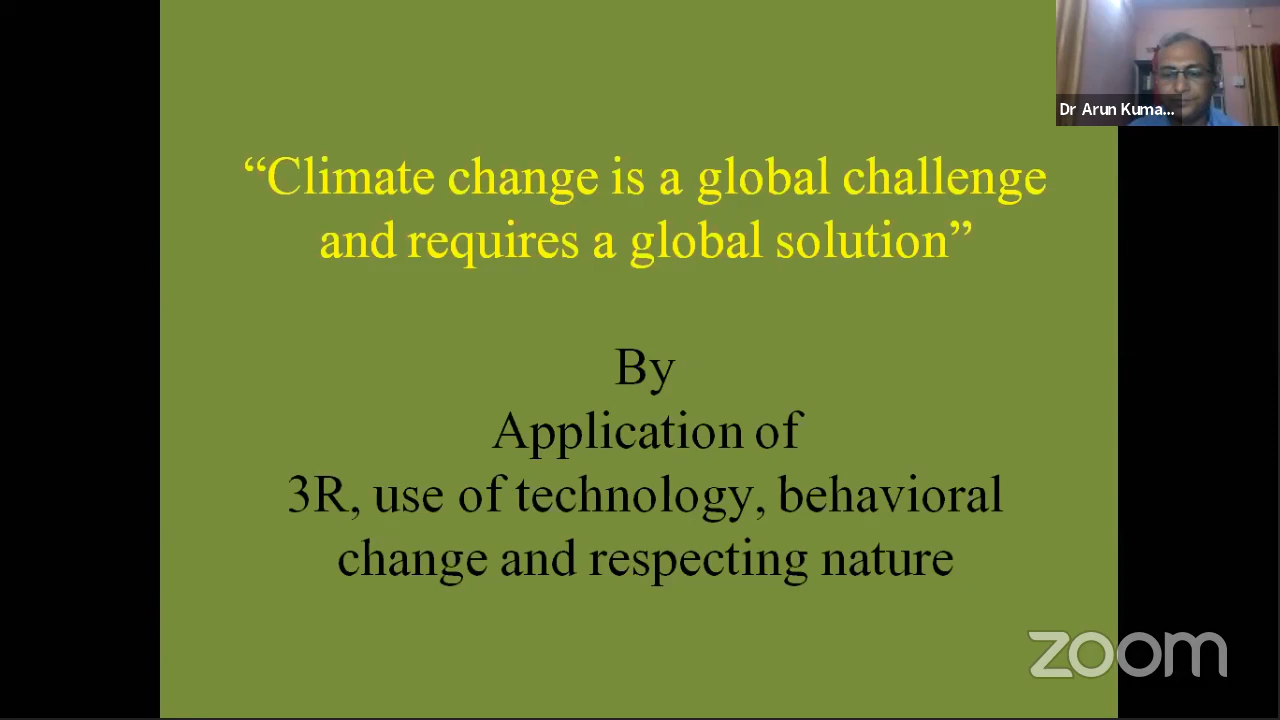 Dr Arun Kuma...
“Climate change is a global challenge
and requires a global solution”
By
Application of
3R, use of technology, behavioral
change and respecting nature
zoom